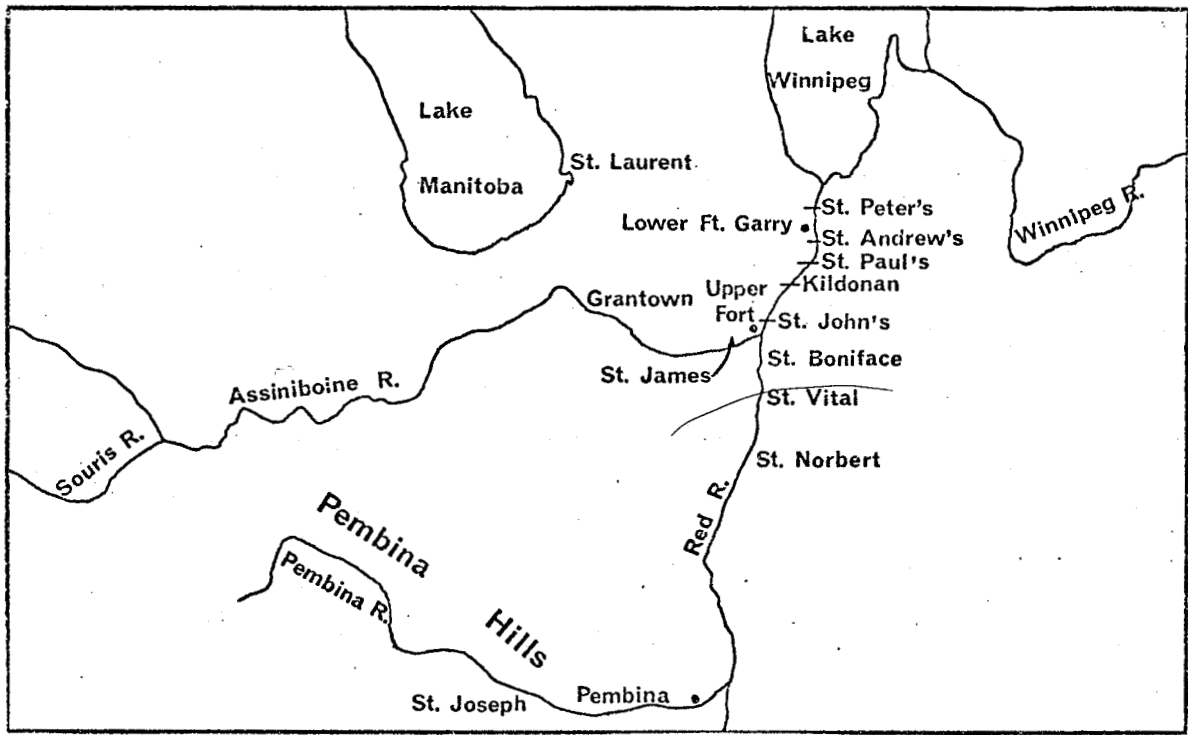 Lake
Winnipeg
Lake
Manitoba
St. Laurent
Winnipeg R.
St. Peter's
Lower Ft. Garry
St. Andrew's
St. Paul's
Kildonan
Upper
Fort
Grantown
St. John's
St. James
St. Boniface
Assiniboine R.
St. Vital
Souris R.
St. Norbert
Red R.
Pembina
Hills
Pembina R.
St. Joseph
Pembina